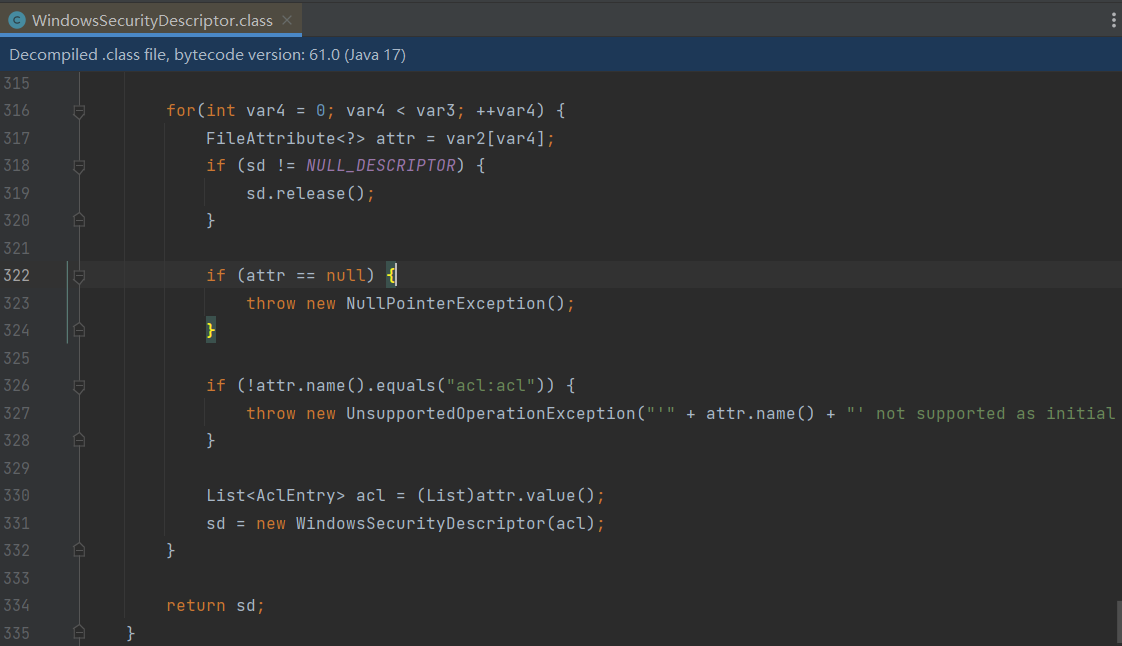 C WindowsSecurityDescriptor.class ×
Decompiled .class file, bytecode version: 61.0 (Java 17)
315
316 for(int var4 = 0; var4 < var3; ++var4) {
317 FileAttribute<?> attr = var2[var4];
318 if (sd != NULL_DESCRIPTOR) {
319 sd.release();
320 }
321
322 if (attr == null) {
323 throw new NullPointerException();
324 }
325
326 if (!attr.name().equals("acl:acl")) {
327 throw new UnsupportedOperationException("'" + attr.name() + "' not supported as initial
328 }
329
330 List<AclEntry> acl = (List)attr.value();
331 sd = new WindowsSecurityDescriptor(acl);
332 }
333
334 return sd;
335 }